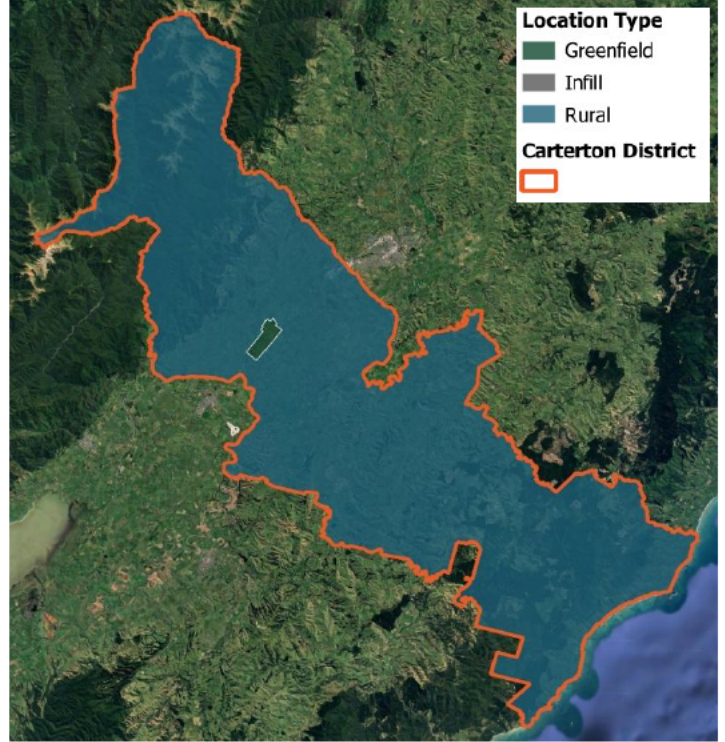 Location Type
Greenfield
Infill
Rural
Carterton District